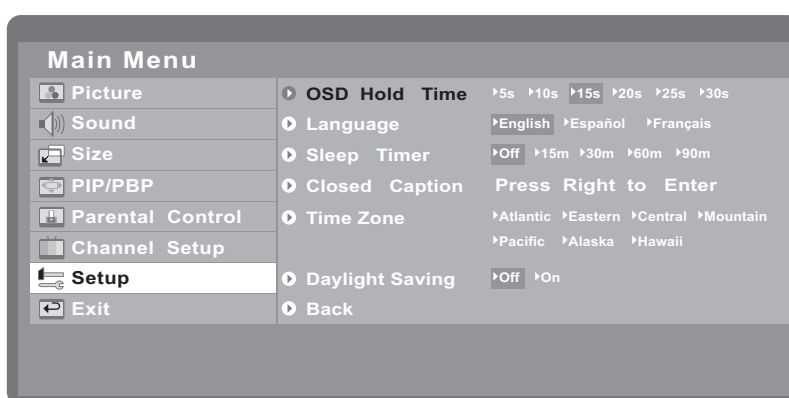 Main Menu
Picture
Sound
Size
PIP/PBP
Parental Control
Channel Setup
Setup
Exit
OSD Hold Time 5s 10s 15s 20s 25s 30s
Language English Español Français
Sleep Timer Off 15m 30m 60m 90m
Closed Caption Press Right to Enter
Time Zone Atlantic Eastern Central Mountain
Pacific Alaska Hawaii
Daylight Saving Off On
Back